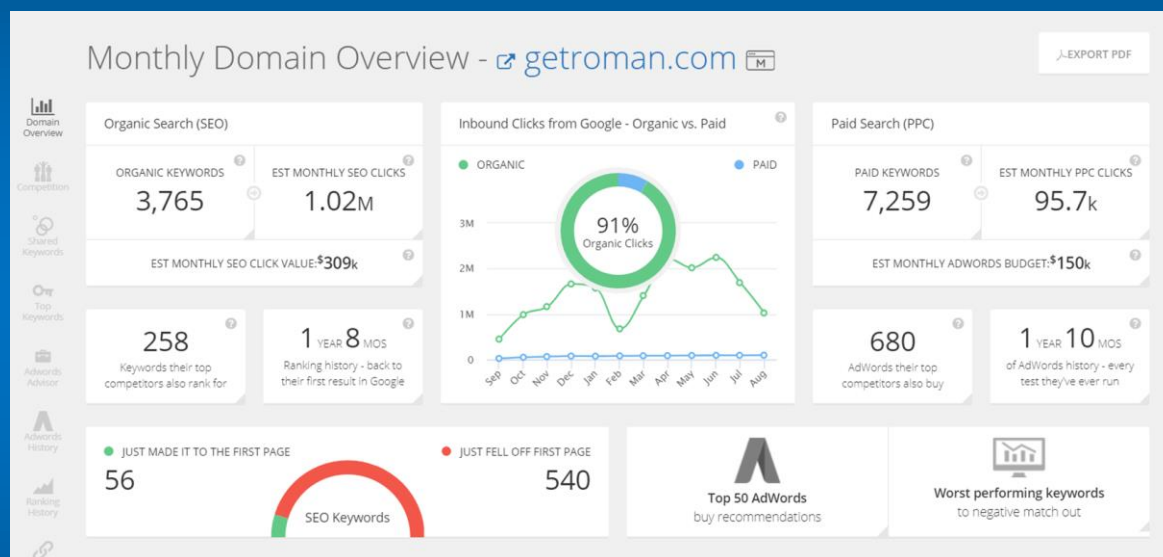 Monthly Domain Overview - getroman.com M
EXPORT PDF
Domain
Overview
Competition
Shared
Keywords
Top
Keywords
Adwords
Advisor
Adwords
History
Ranking
History
Organic Search (SEO)
ORGANIC KEYWORDS
3,765
EST MONTHLY SEO CLICKS
1.02M
EST MONTHLY SEO CLICK VALUE:$309k
258
Keywords their top
competitors also rank for
1 YEAR 8 MOS
Ranking history - back to
their first result in Google
Inbound Clicks from Google - Organic vs. Paid
ORGANIC
PAID
91%
Organic Clicks
3M
2M
1M
0
Sep Oct Nov Dec Jan Feb Mar Apr May Jun Jul Aug
Paid Search (PPC)
PAID KEYWORDS
7,259
EST MONTHLY PPC CLICKS
95.7k
EST MONTHLY ADWORDS BUDGET:$150k
680
AdWords their top
competitors also buy
1 YEAR 10 MOS
of AdWords history - every
test they've ever run
JUST MADE IT TO THE FIRST PAGE
56
JUST FELL OFF FIRST PAGE
540
SEO Keywords
Top 50 AdWords
buy recommendations
Worst performing keywords
to negative match out